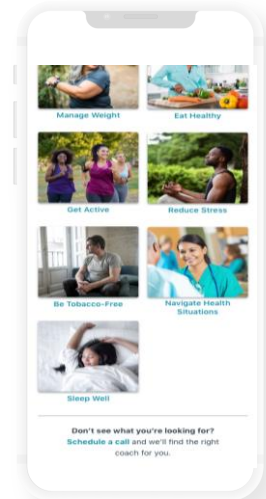 Manage Weight
Eat Healthy
Get Active
Reduce Stress
Be Tobacco-Free
Navigate Health
Situations
Sleep Well
Don't see what you're looking for?
Schedule a call and we'll find the right
coach for you.